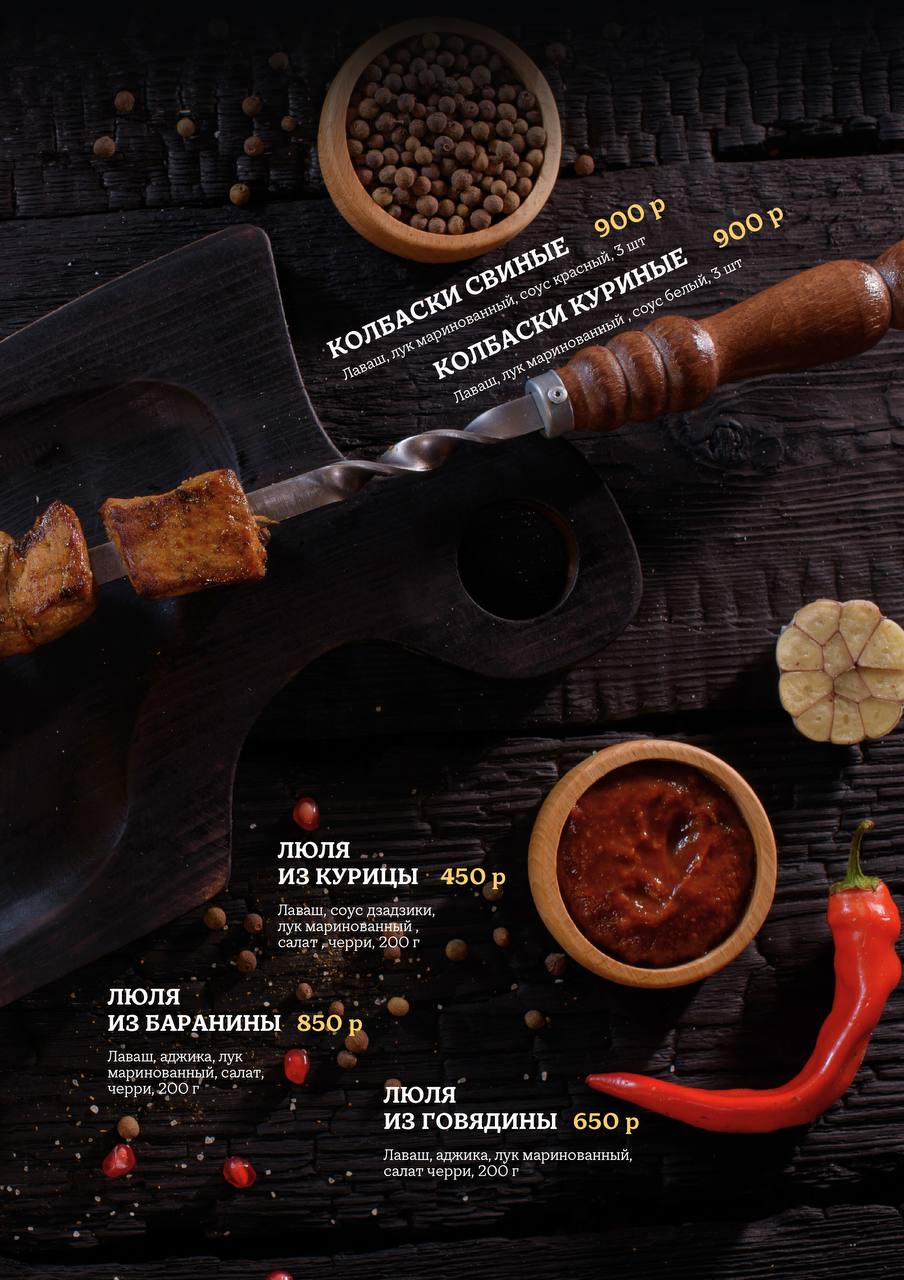 КОЛБАСКИ СВИНЫЕ 900 р
Лаваш, лук маринованный, соус красный, 3 шт
КОЛБАСКИ КУРИНЫЕ 900 р
Лаваш, лук маринованный , соус белый, 3 шт
ЛЮЛЯ
ИЗ КУРИЦЫ 450 р
Лаваш, соус дзадзики,
лук маринованный ,
салат , черри, 200 г
ЛЮЛЯ
ИЗ БАРАНИНЫ 850 р
Лаваш, аджика, лук
маринованный, салат,
черри, 200 г
ЛЮЛЯ
ИЗ ГОВЯДИНЫ 650 р
Лаваш, аджика, лук маринованный,
салат черри, 200 г